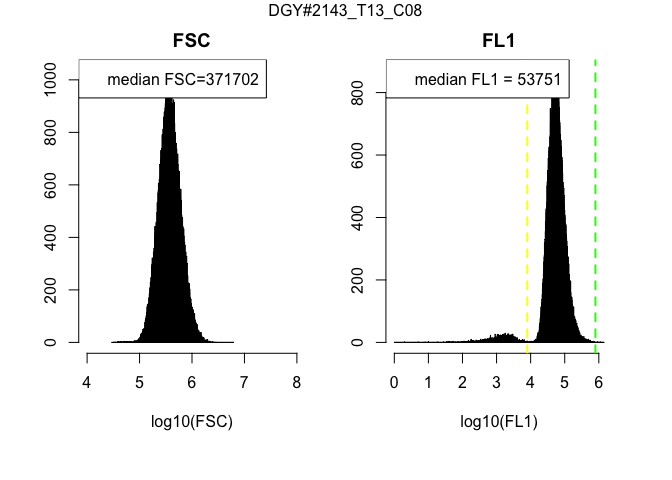 DGY#2143_T13_C08
FSC
median FSC=371702
0
200
400
600
800
1000
4 5 6 7 8
log10(FSC)
FL1
median FL1 = 53751
0
200
400
600
800
0 1 2 3 4 5 6
log10(FL1)